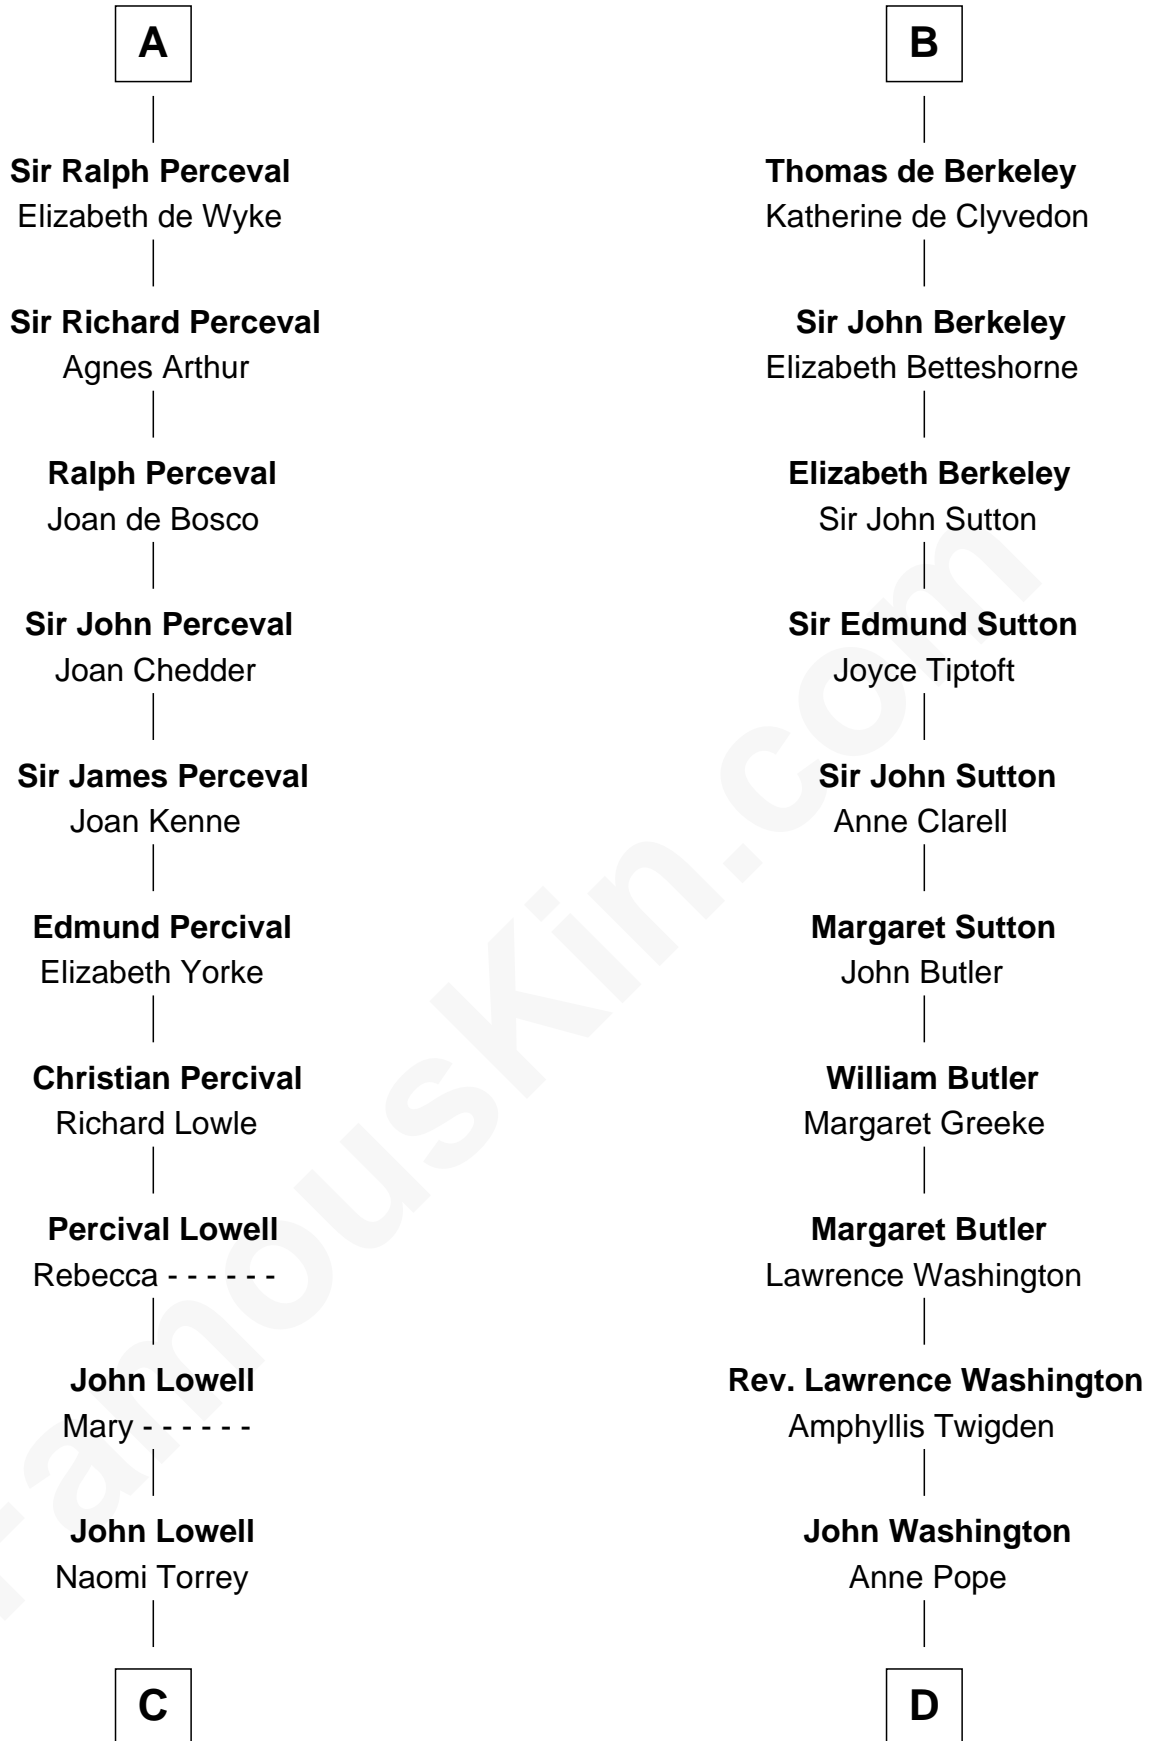 A
Sir Ralph Perceval
Elizabeth de Wyke
Sir Richard Perceval
Agnes Arthur
Ralph Perceval
Joan de Bosco
Sir John Perceval
Joan Chedder
Sir James Perceval
Joan Kenne
Edmund Percival
Elizabeth Yorke
Christian Percival
Richard Lowle
Percival Lowell
Rebecca - - - - - -
John Lowell
Mary - - - - - -
John Lowell
Naomi Torrey
C
B
Thomas de Berkeley
Katherine de Clyvedon
Sir John Berkeley
Elizabeth Betteshorne
Elizabeth Berkeley
Sir John Sutton
Sir Edmund Sutton
Joyce Tiptoft
Sir John Sutton
Anne Clarell
Margaret Sutton
John Butler
William Butler
Margaret Greeke
Margaret Butler
Lawrence Washington
Rev. Lawrence Washington
Amphyllis Twigden
John Washington
Anne Pope
D
FamousKin.com